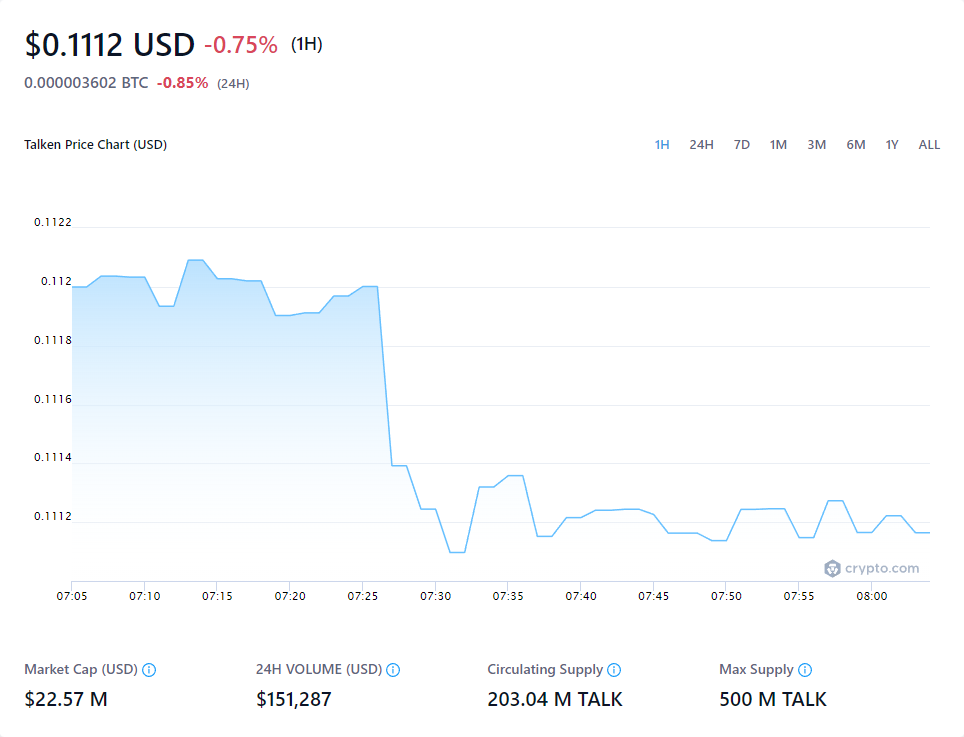 $0.1112 USD -0.75% (1H)
0.000003602 BTC -0.85% (24H)
Talken Price Chart (USD) 1H 24H 7D 1M 3M 6M 1Y ALL
0.1122
0.112
0.1118
0.1116
0.1114
0.1112
crypto.com
07:05 07:10 07:15 07:20 07:25 07:30 07:35 07:40 07:45 07:50 07:55 08:00
Market Cap (USD) 24H VOLUME (USD) Circulating Supply Max Supply
$22.57 M $151,287 203.04 M TALK 500 M TALK